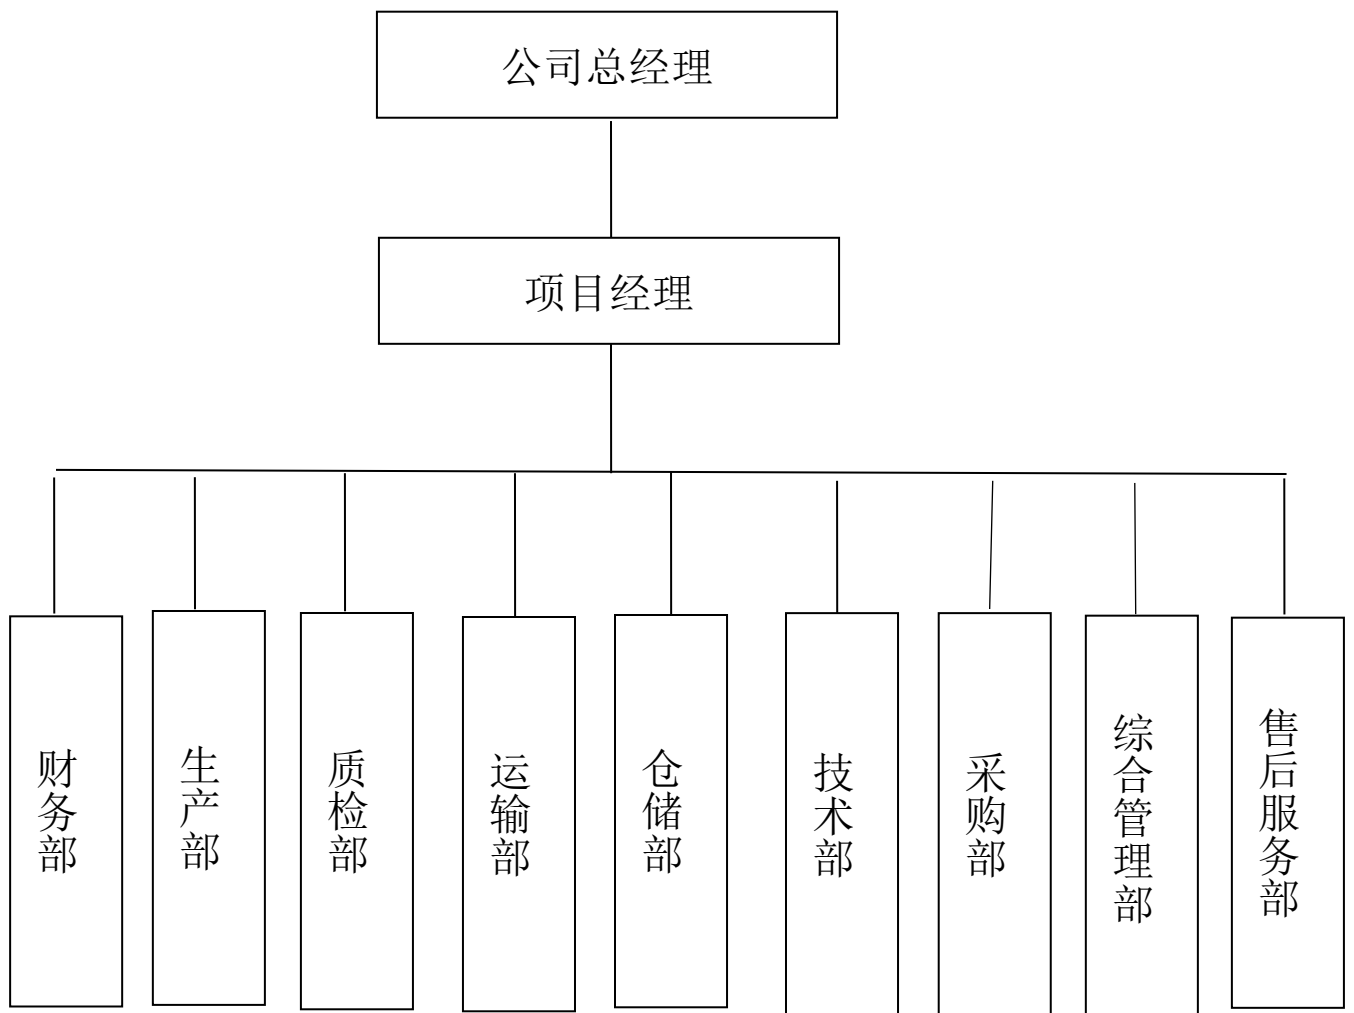 公司总经理
项目经理
财务部
生产部
质检部
运输部
仓储部
技术部
采购部
综合管理部
售后服务部